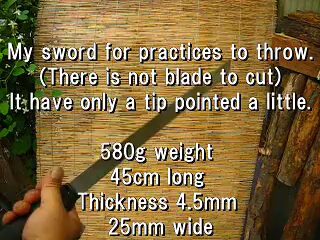 My sword for practices to throw.
(There is not blade to cut)
It have only a tip pointed a little.
580g weight
45cm long
Thickness 4.5mm
25mm wide